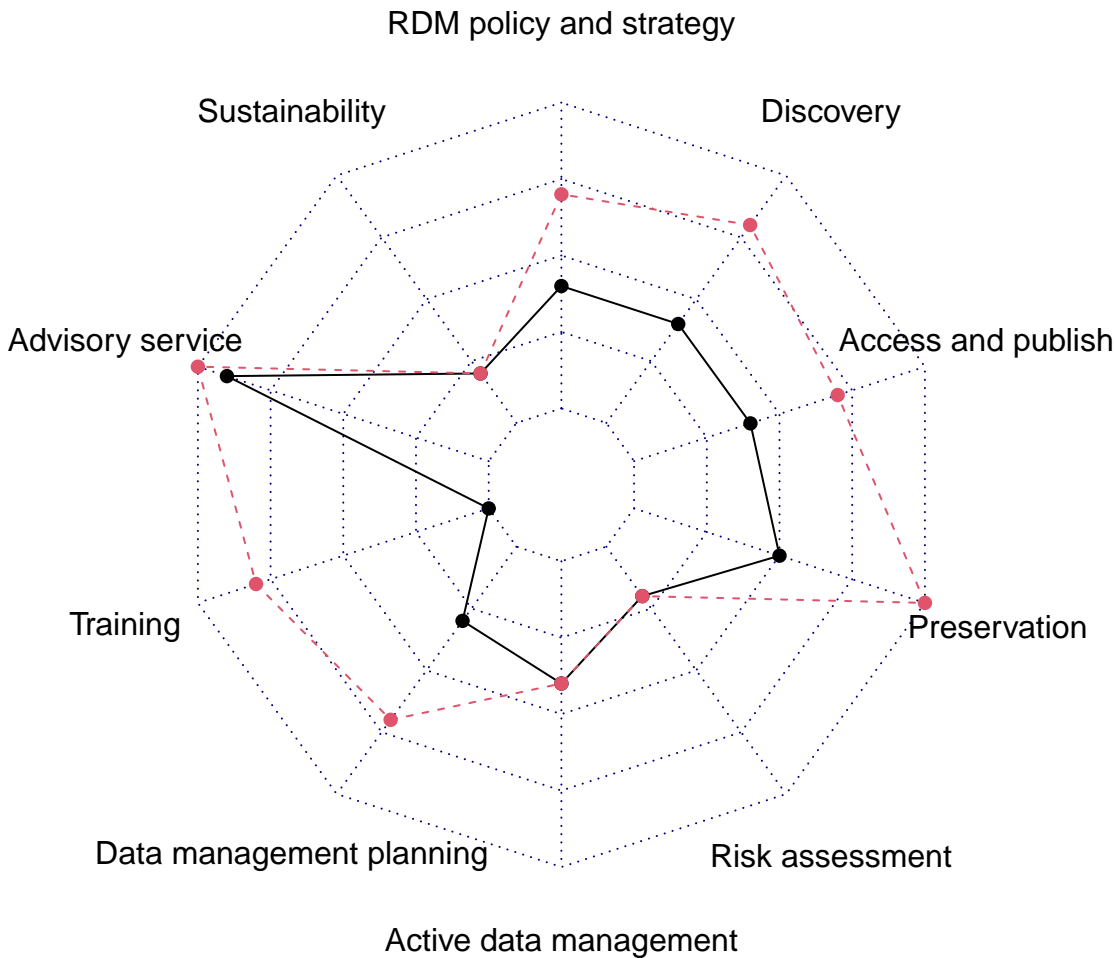 RDM policy and strategy
Sustainability
Discovery
Advisory service
Access and publish
Training
Preservation
Data management planning
Risk assessment
Active data management